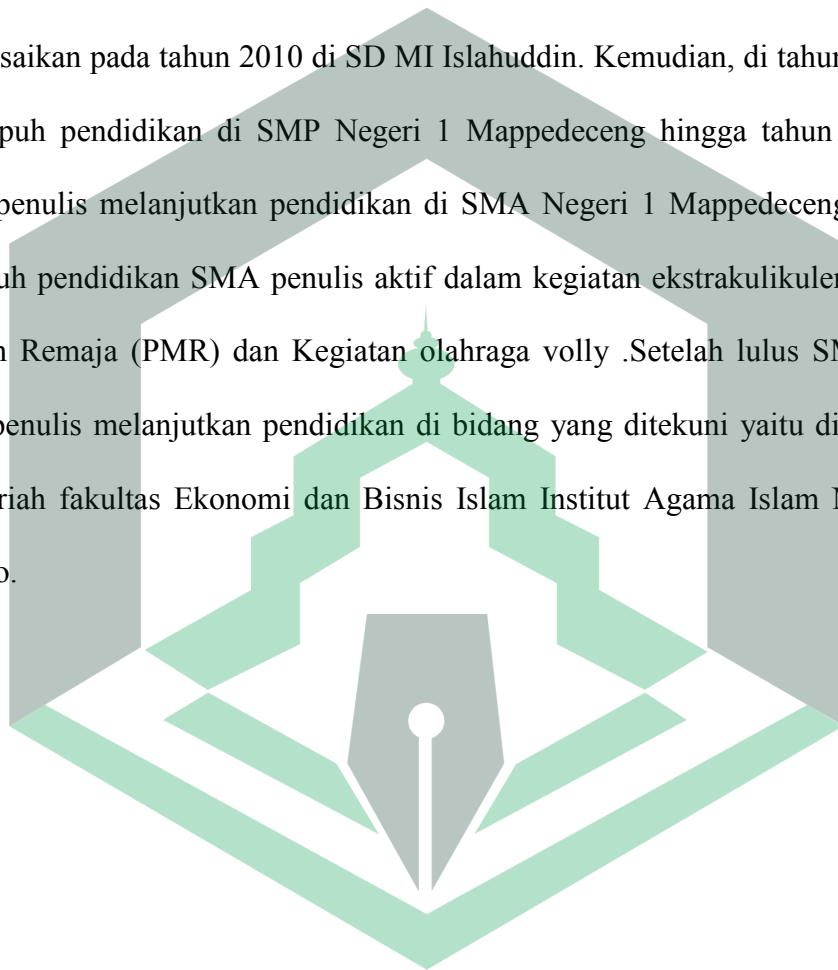 saikan pada tahun 2010 di SD MI Islahuddin. Kemudian, di tahun
puh pendidikan di SMP Negeri 1 Mappedeceng hingga tahun
penulis melanjutkan pendidikan di SMA Negeri 1 Mappedeceng
uh pendidikan SMA penulis aktif dalam kegiatan ekstrakulikuler
n Remaja (PMR) dan Kegiatan olahraga volly .Setelah lulus SM
penulis melanjutkan pendidikan di bidang yang ditekuni yaitu di
riah fakultas Ekonomi dan Bisnis Islam Institut Agama Islam N
o.